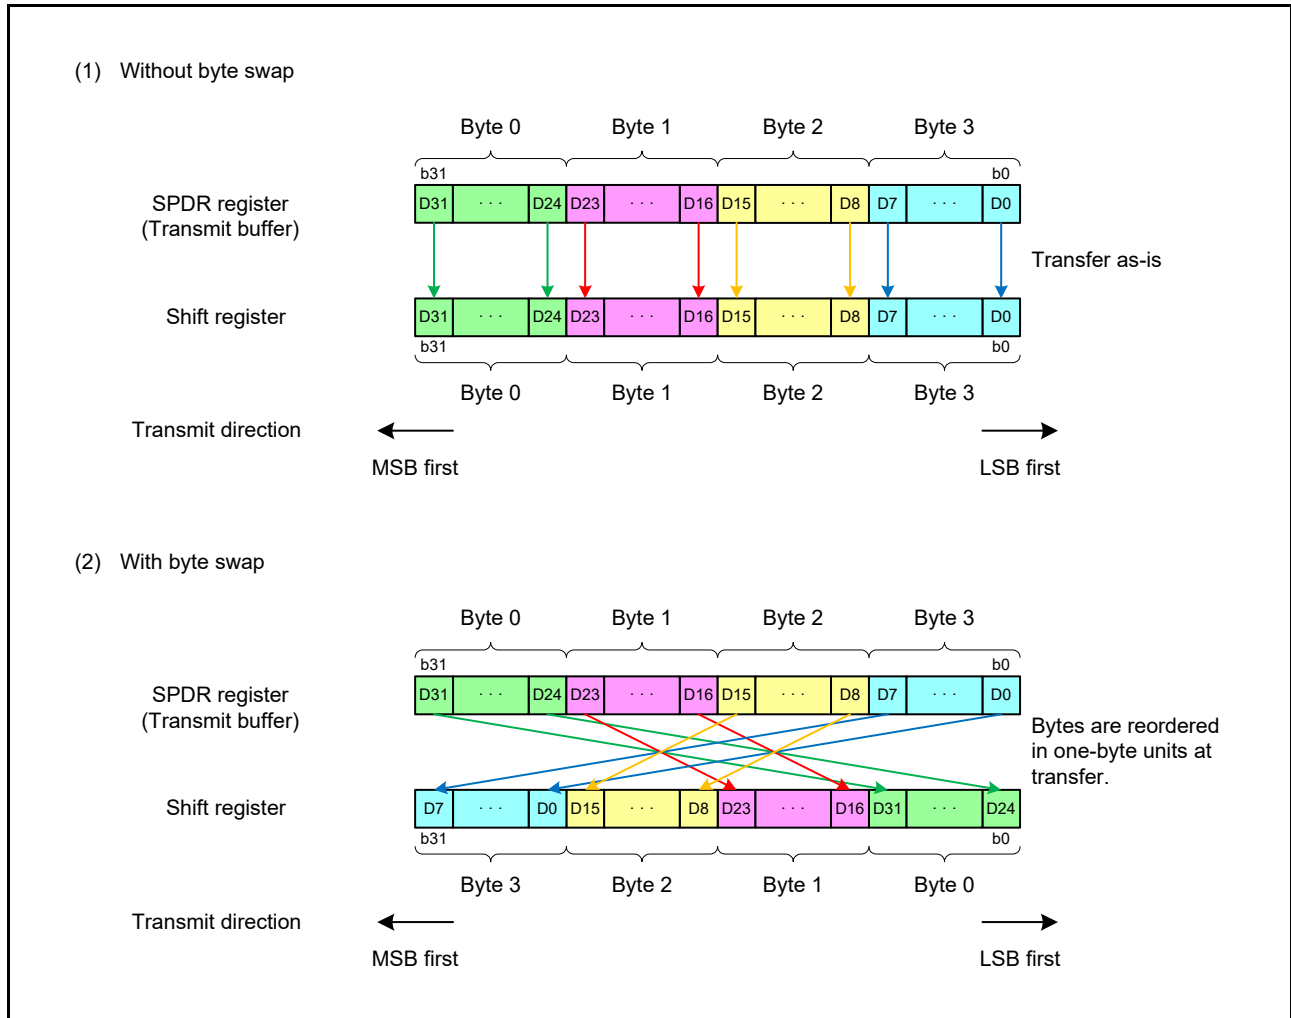 (1) Without byte swap
Byte 0 Byte 1 Byte 2 Byte 3
b31 b0
SPDR register
(Transmit buffer)
D31 · · · D24 D23 · · · D16 D15 · · · D8 D7 · · · D0
Transfer as-is
Shift register
D31 · · · D24 D23 · · · D16 D15 · · · D8 D7 · · · D0
b31 b0
Byte 0 Byte 1 Byte 2 Byte 3
Transmit direction
MSB first LSB first
(2) With byte swap
Byte 0 Byte 1 Byte 2 Byte 3
b31 b0
SPDR register
(Transmit buffer)
D31 · · · D24 D23 · · · D16 D15 · · · D8 D7 · · · D0
Bytes are reordered
in one-byte units at
transfer.
Shift register
D7 · · · D0 D15 · · · D8 D23 · · · D16 D31 · · · D24
b31 b0
Byte 3 Byte 2 Byte 1 Byte 0
Transmit direction
MSB first LSB first